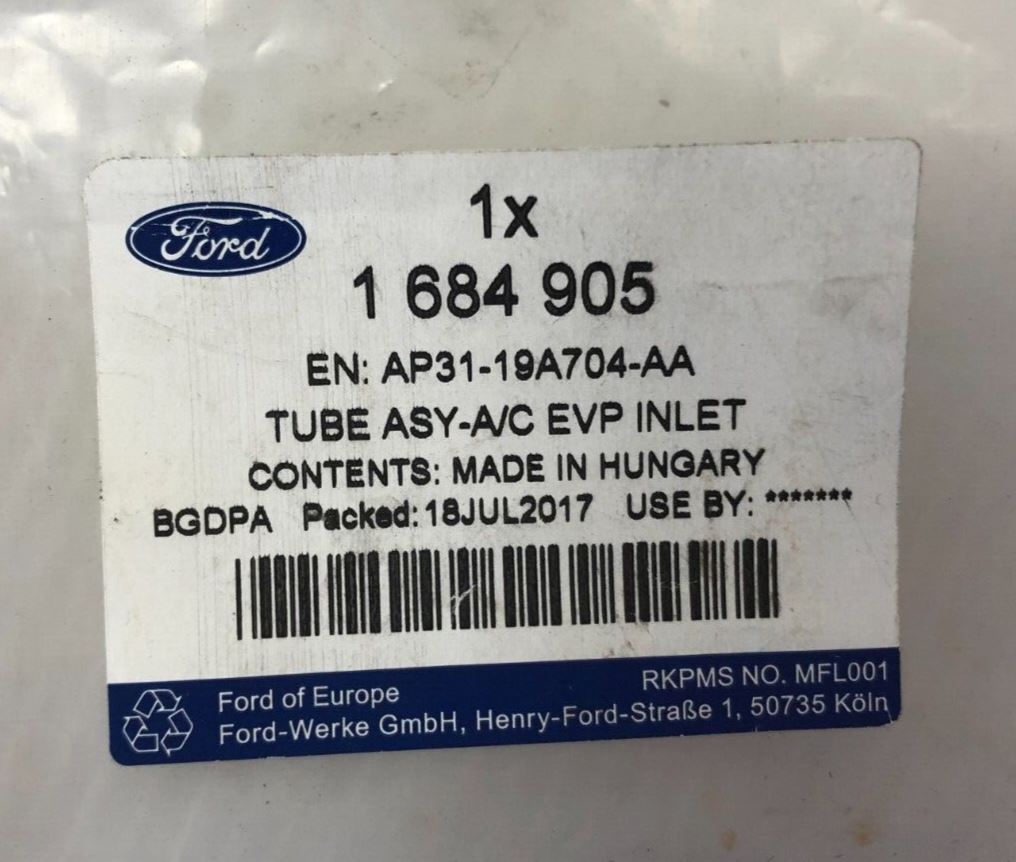 Ford
1x
1 684 905
EN: AP31-19A704-AA
TUBE ASY-A/C EVP INLET
CONTENTS: MADE IN HUNGARY
BGDPA Packed: 18JUL2017 USE BY: *******
RKPMS NO. MFL001
Ford of Europe
Ford-Werke GmbH, Henry-Ford-Straße 1, 50735 Köln